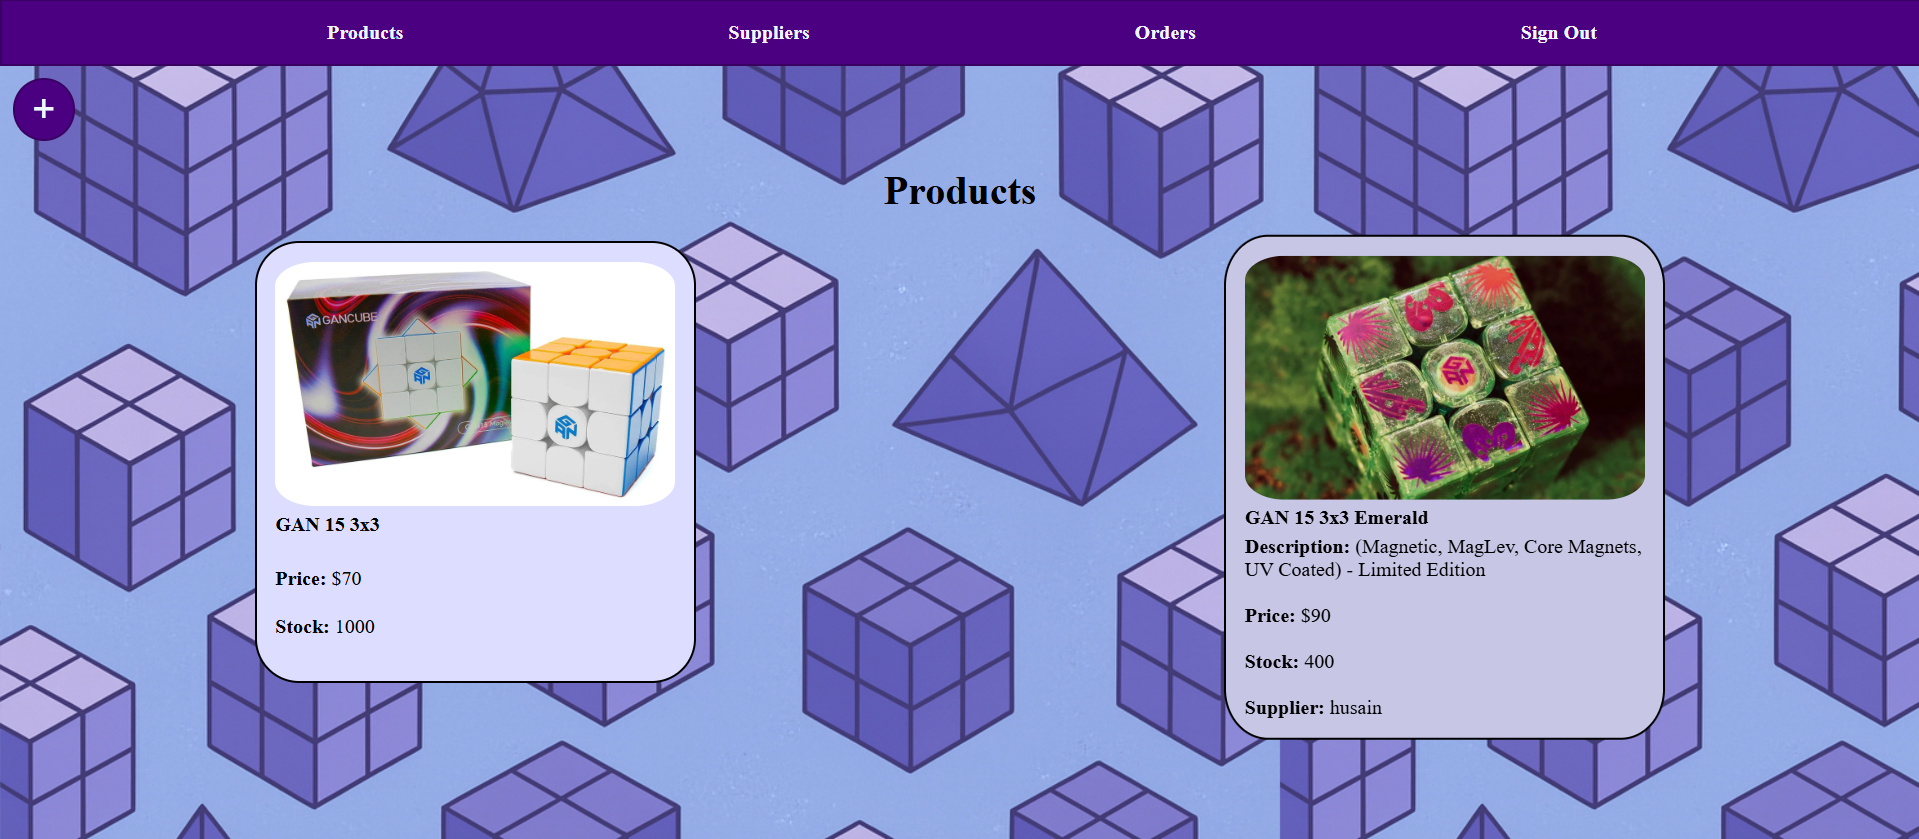 Products
Suppliers
Orders
Sign Out
+
Products
GANCUBE
GAN
GAN 15 3x3
Price: $70
Stock: 1000
GAN 15 3x3 Emerald
Description: (Magnetic, MagLev, Core Magnets,
UV Coated) - Limited Edition
Price: $90
Stock: 400
Supplier: husain